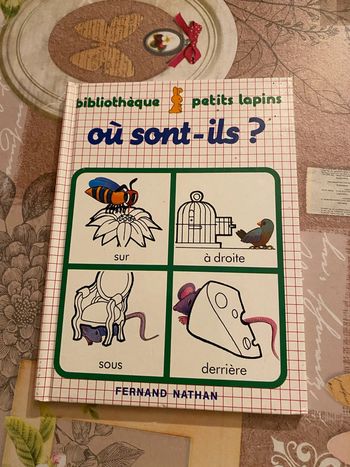 bibliothèque petits lapins
où sont-ils ?
sur
à droite
sous
derrière
FERNAND NATHAN